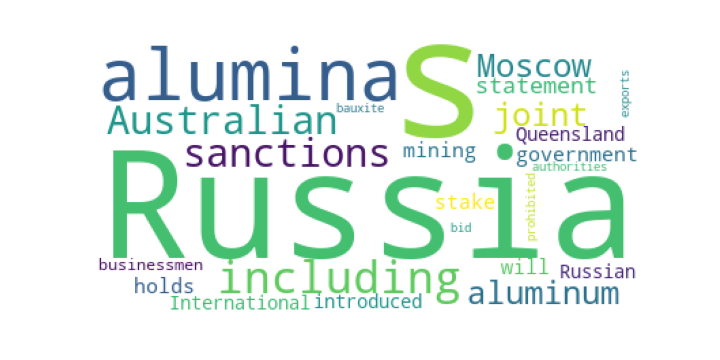 alumina
s
Moscow
statement
exports
bauxite
Australian
joint
Queensland
sanctions
mining
government
authorities
Russia
stake
prohibited
bid
businessmen
including
will
Russian
holds
aluminum
International
introduced